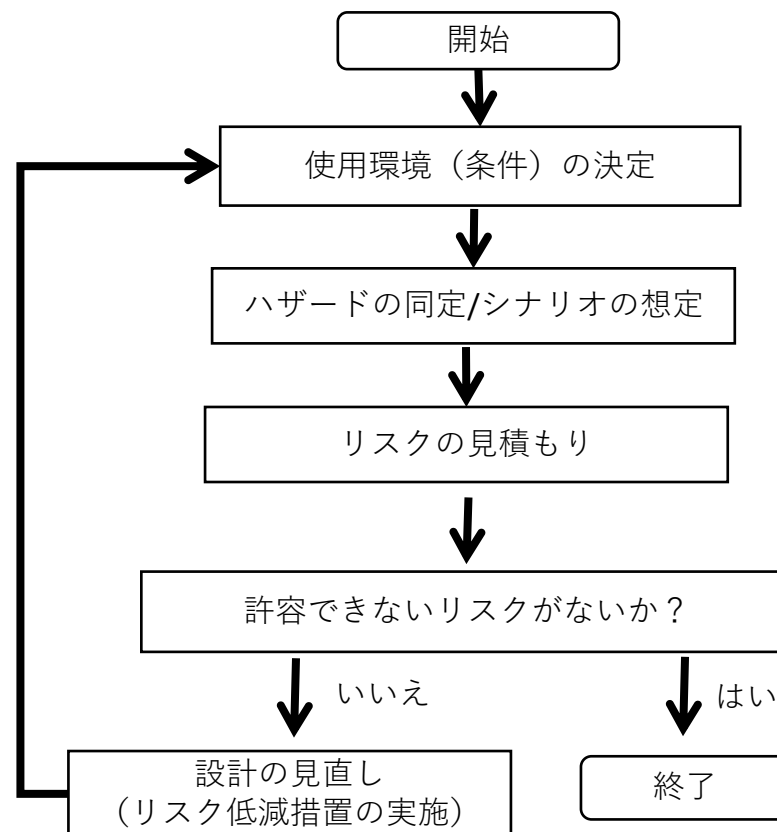 開始
使用環境（条件）の決定
ハザードの同定/シナリオの想定
リスクの見積もり
許容できないリスクがないか？
いいえ
はい
設計の見直し
（リスク低減措置の実施）
終了